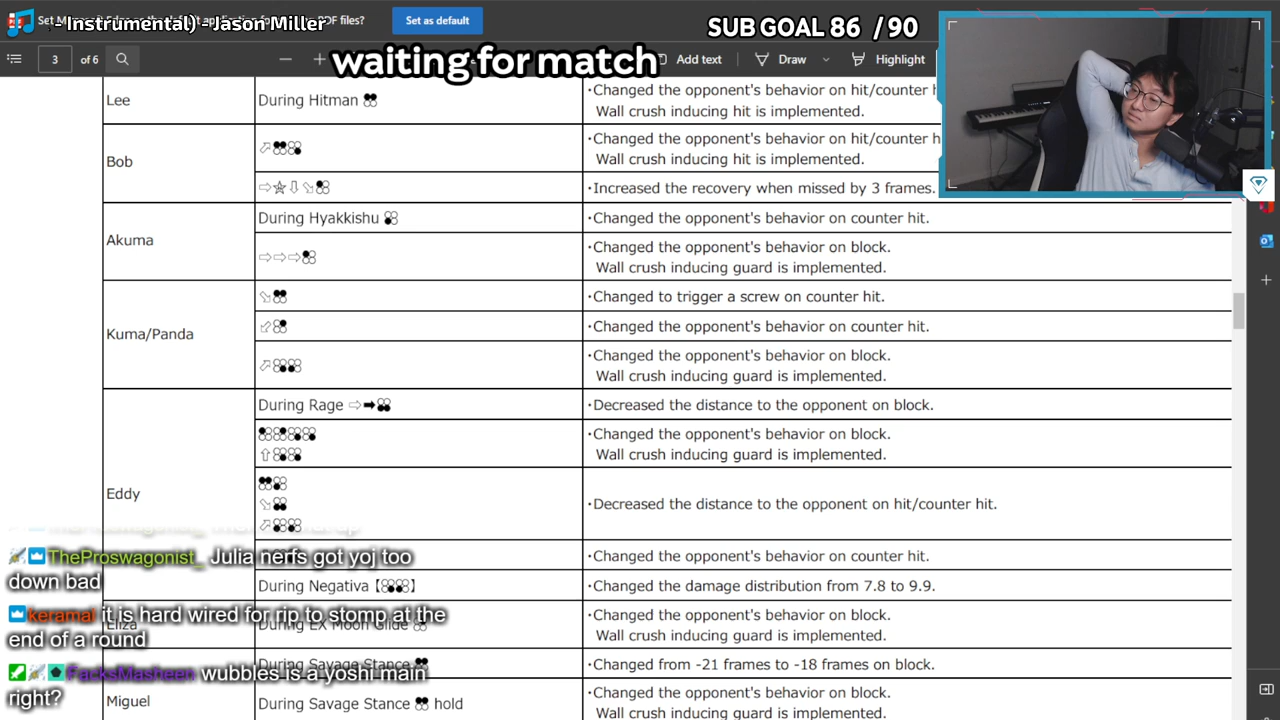 - Instrumental) - Jason Miller
PDF files?
Set as default
SUB GOAL 86 / 90
3 of 6
waiting for match
Add text
Draw
Highlight
Lee
During Hitman
・Changed the opponent's behavior on hit/counter
Wall crush inducing hit is implemented.
Bob
・Changed the opponent's behavior on hit/counter
Wall crush inducing hit is implemented.
・Increased the recovery when missed by 3 frames.
Akuma
During Hyakkishu
・Changed the opponent's behavior on counter hit.
⇨⇨⇨
・Changed the opponent's behavior on block.
Wall crush inducing guard is implemented.
Kuma/Panda
・Changed to trigger a screw on counter hit.
・Changed the opponent's behavior on counter hit.
・Changed the opponent's behavior on block.
Wall crush inducing guard is implemented.
Eddy
During Rage ⇨➡
・Decreased the distance to the opponent on block.
・Changed the opponent's behavior on block.
Wall crush inducing guard is implemented.
・Decreased the distance to the opponent on hit/counter hit.
・Changed the opponent's behavior on counter hit.
During Negativa 【】
・Changed the damage distribution from 7.8 to 9.9.
Eliza
During EX Moon Glide
・Changed the opponent's behavior on block.
Wall crush inducing guard is implemented.
Miguel
During Savage Stance
・Changed from -21 frames to -18 frames on block.
During Savage Stance hold
・Changed the opponent's behavior on block.
Wall crush inducing guard is implemented.
TheProswagonist_ Julia nerfs got yoj too
down bad
keramal it is hard wired for rip to stomp at the
end of a round
FacksMasheen wubbles is a yoshi main
right?